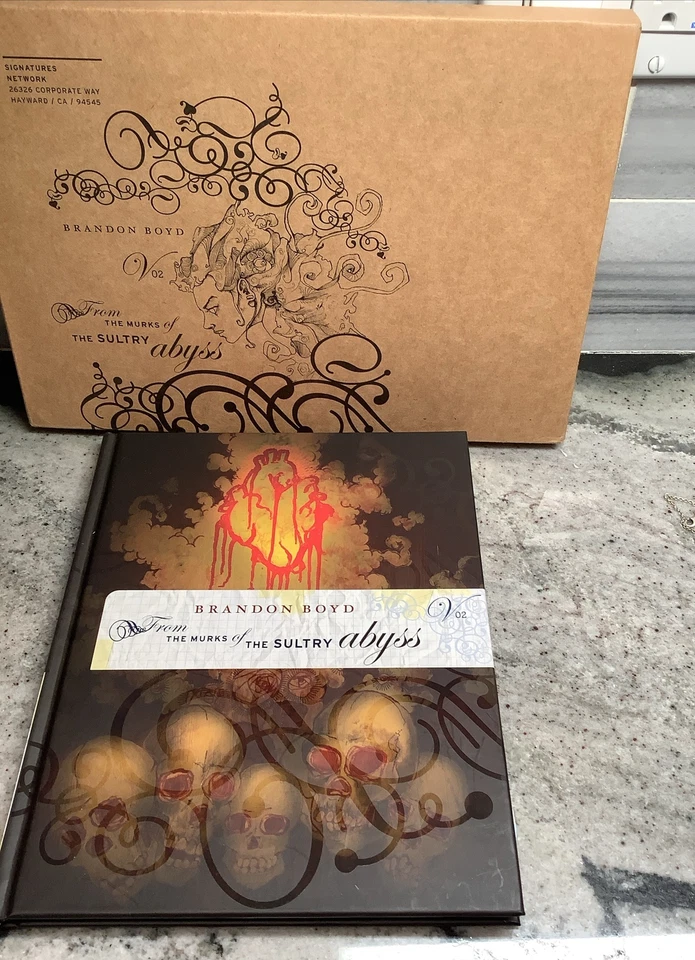 SIGNATURES
NETWORK
26326 CORPORATE WAY
HAYWARD / CA / 94545
BRANDON BOYD
V02
From
THE MURKS of
THE SULTRY abyss
BRANDON BOYD
V02
From THE MURKS of THE SULTRY abyss